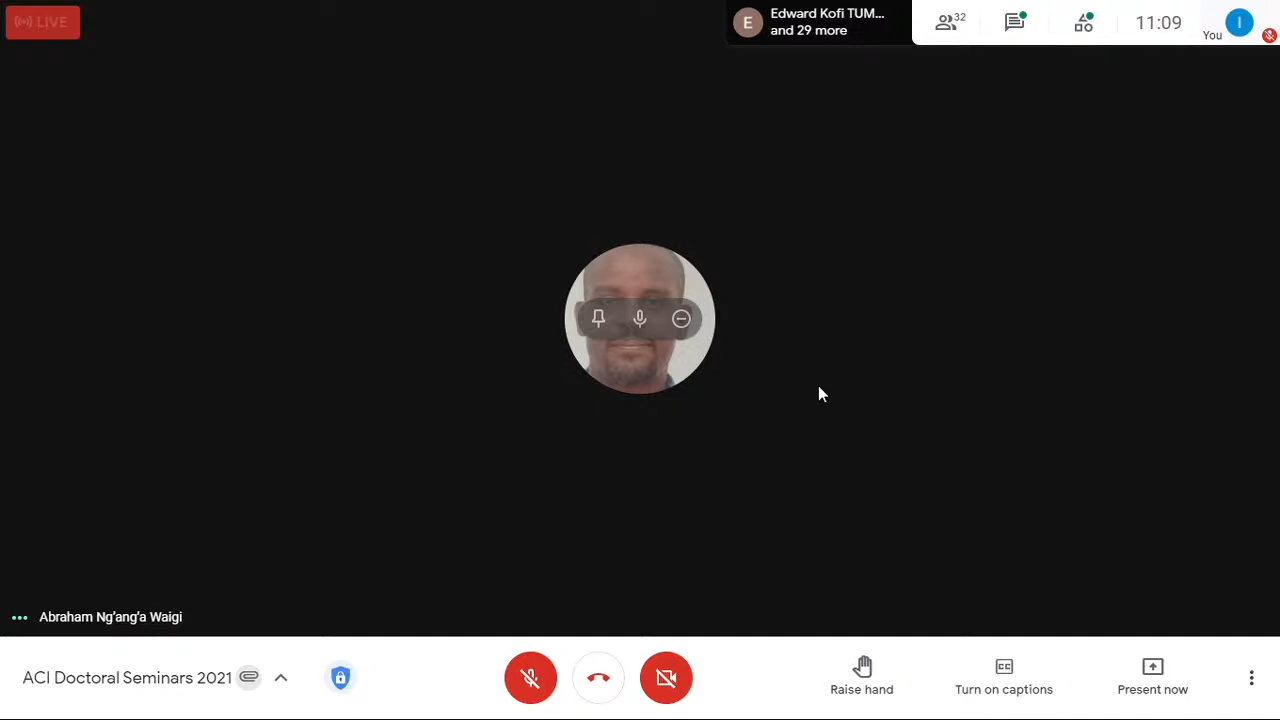 LIVE
E
Edward Kofi TUM...
and 29 more
32
11:09
You
I
Abraham Ng'ang'a Waigi
ACI Doctoral Seminars 2021
Raise hand
CC
Turn on captions
Present now